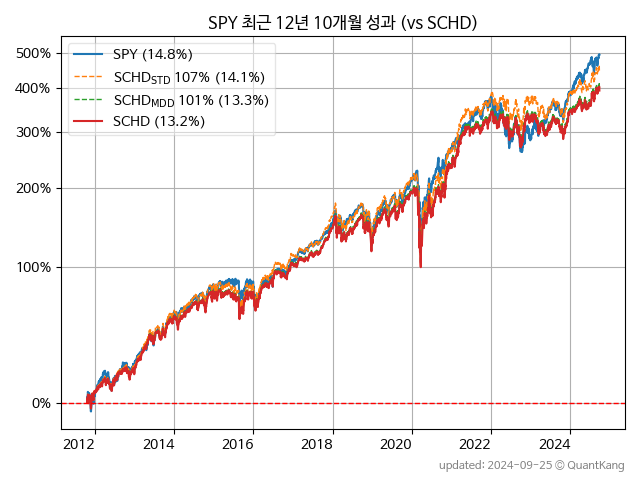 SPY 최근 12년 10개월 성과 (vs SCHD)
SPY (14.8%)
SCHD_STD 107% (14.1%)
SCHD_MDD 101% (13.3%)
SCHD (13.2%)
500%
400%
300%
200%
100%
0%
2012 2014 2016 2018 2020 2022 2024
updated: 2024-09-25 © QuantKang